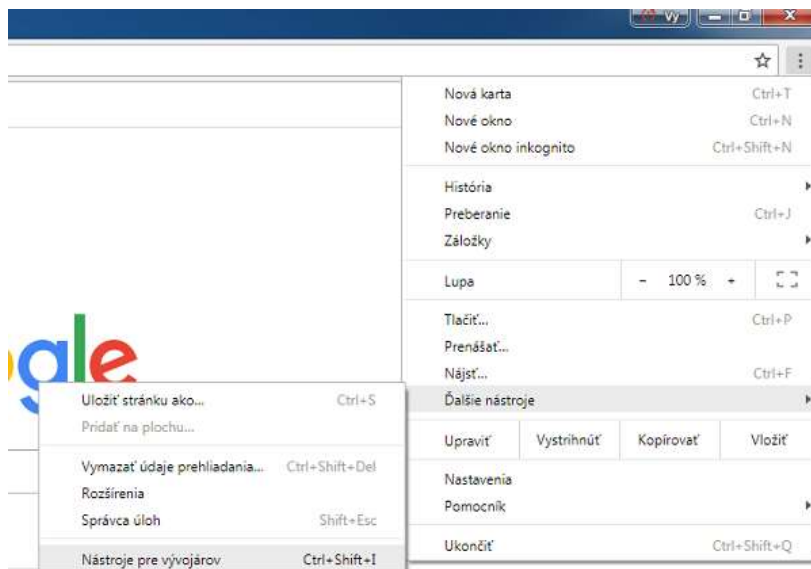 Vy
Nová karta Ctrl+T
Nové okno Ctrl+N
Nové okno inkognito Ctrl+Shift+N
História
Preberanie Ctrl+J
Záložky
Lupa - 100 % +
Tlačiť... Ctrl+P
Prenášať...
Nájsť... Ctrl+F
Ďalšie nástroje
Upraviť Vystrihnúť Kopírovať Vložiť
Nastavenia
Pomocník
Ukončiť Ctrl+Shift+Q
ogle
Uložiť stránku ako... Ctrl+S
Pridať na plochu...
Vymazať údaje prehliadania... Ctrl+Shift+Del
Rozšírenia
Správca úloh Shift+Esc
Nástroje pre vývojárov Ctrl+Shift+I